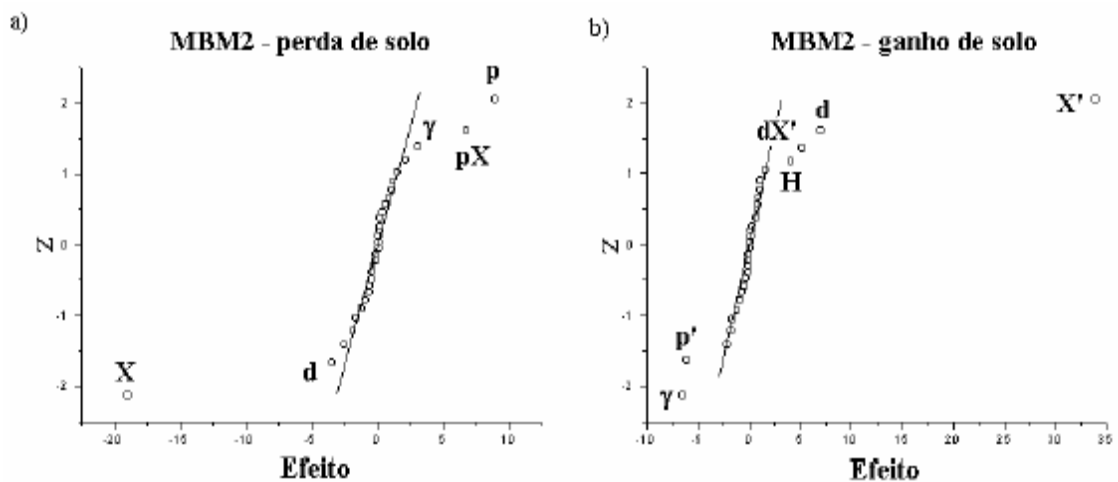 a)
MBM2 - perda de solo
p
γ
pX
X
d
Z
2
1
0
-1
-2
-20 -15 -10 -5 0 5 10
Efeito
b)
MBM2 - ganho de solo
X'
d
dX'
H
p'
γ
Z
2
1
0
-1
-2
-10 -5 0 5 10 15 20 25 30 35
Efeito